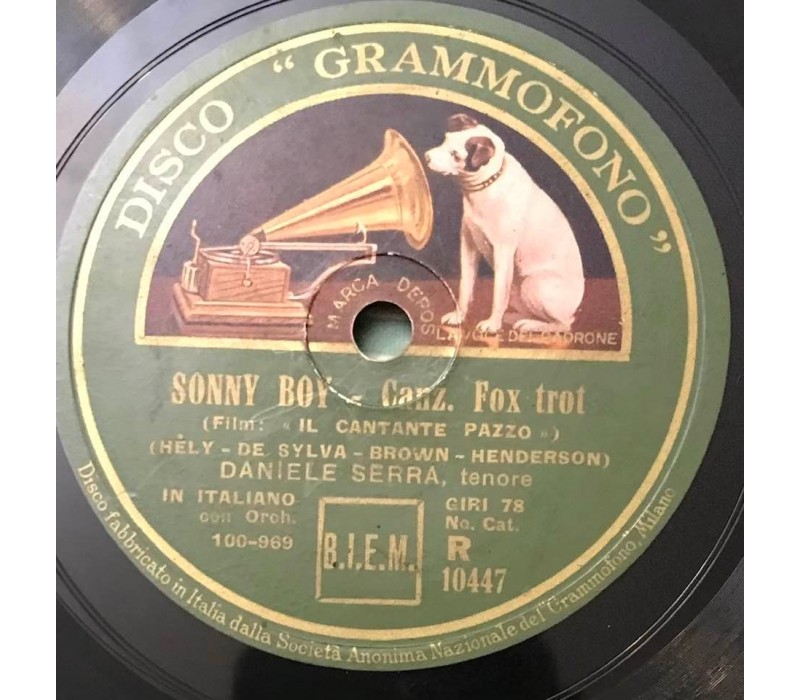 DISCO “GRAMMOFONO”
MARCA DEPOS
LA VOCE DEL PADRONE
SONNY BOY - Canz. Fox trot
(Film: « IL CANTANTE PAZZO »)
(HÈLY - DE SYLVA - BROWN - HENDERSON)
DANIELE SERRA, tenore
IN ITALIANO
con Orch.
100-969
B.I.E.M.
GIRI 78
No. Cat.
R
10447
Disco fabbricato in Italia dalla Società Anonima Nazionale del "Grammofono", Milano